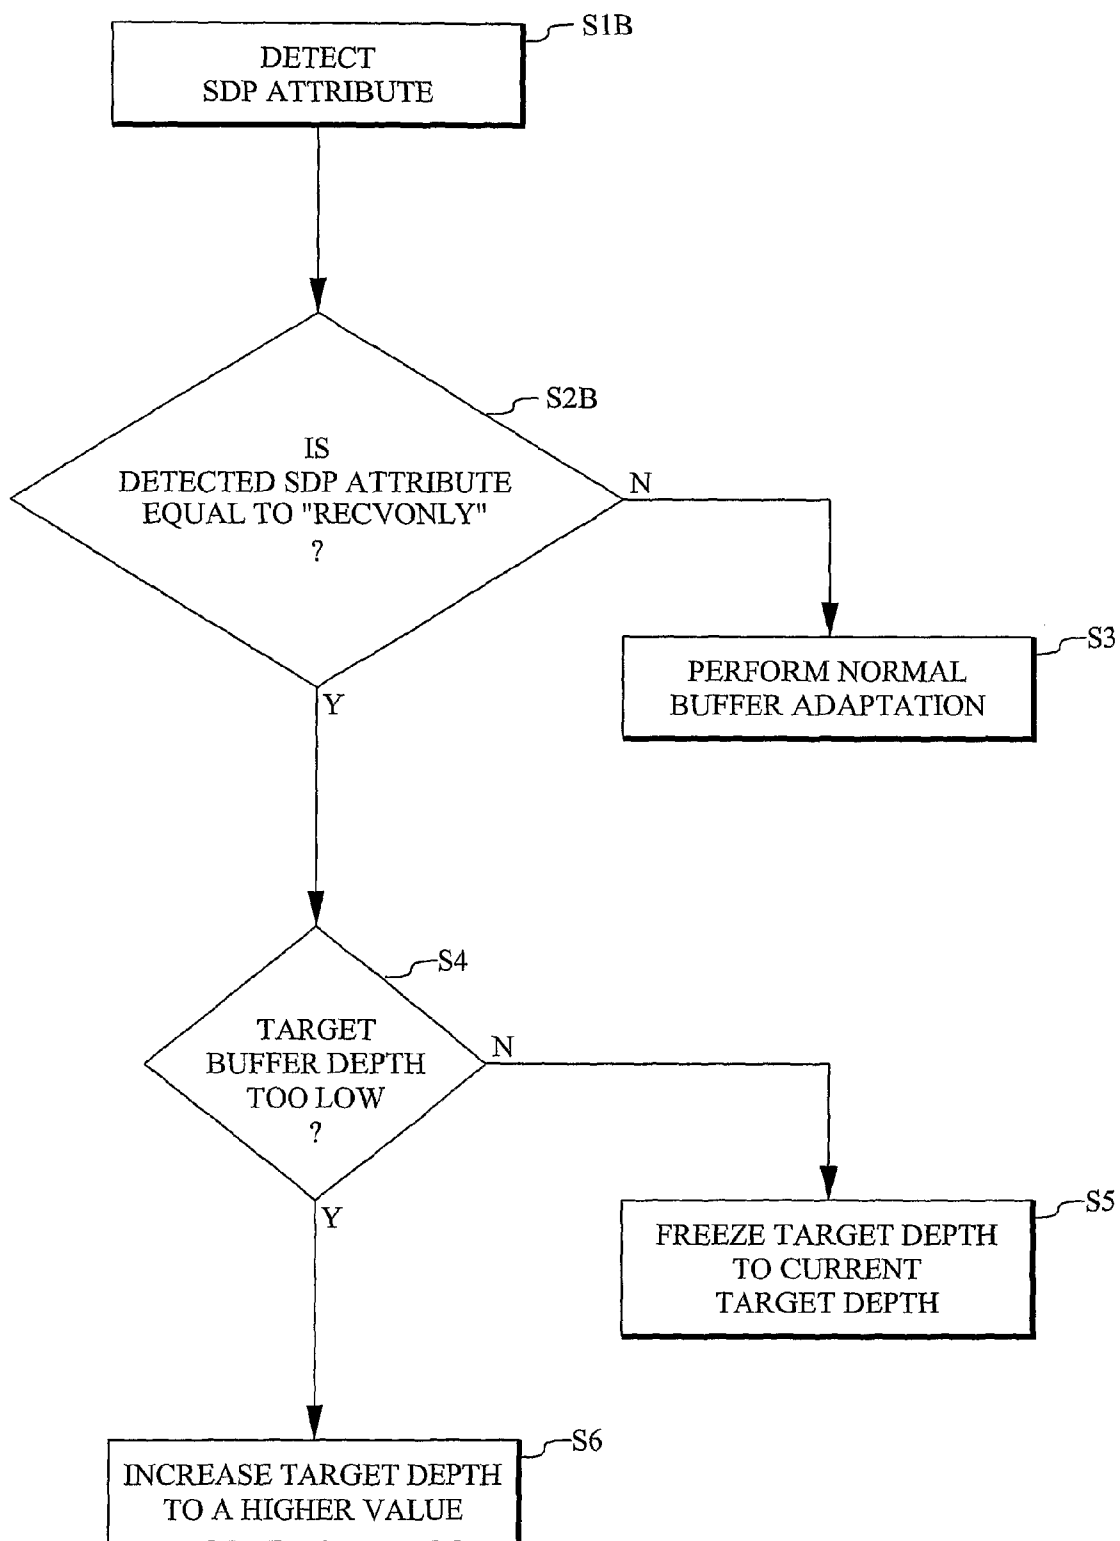 S1B
DETECT
SDP ATTRIBUTE
S2B
IS
DETECTED SDP ATTRIBUTE
EQUAL TO "RECVONLY"
?
N
Y
S3
PERFORM NORMAL
BUFFER ADAPTATION
S4
TARGET
BUFFER DEPTH
TOO LOW
?
N
Y
S5
FREEZE TARGET DEPTH
TO CURRENT
TARGET DEPTH
S6
INCREASE TARGET DEPTH
TO A HIGHER VALUE